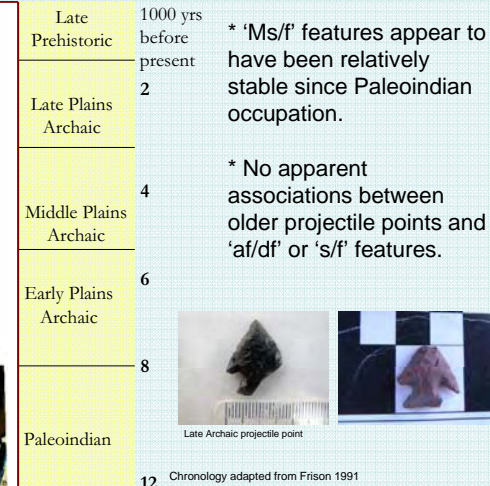 Late
Prehistoric
Late Plains
Archaic
Middle Plains
Archaic
Early Plains
Archaic
Paleoindian
1000 yrs
before
present
2
4
6
8
12
* ‘Ms/f’ features appear to
have been relatively
stable since Paleoindian
occupation.
* No apparent
associations between
older projectile points and
‘af/df’ or ‘s/f’ features.
Late Archaic projectile point
Chronology adapted from Frison 1991